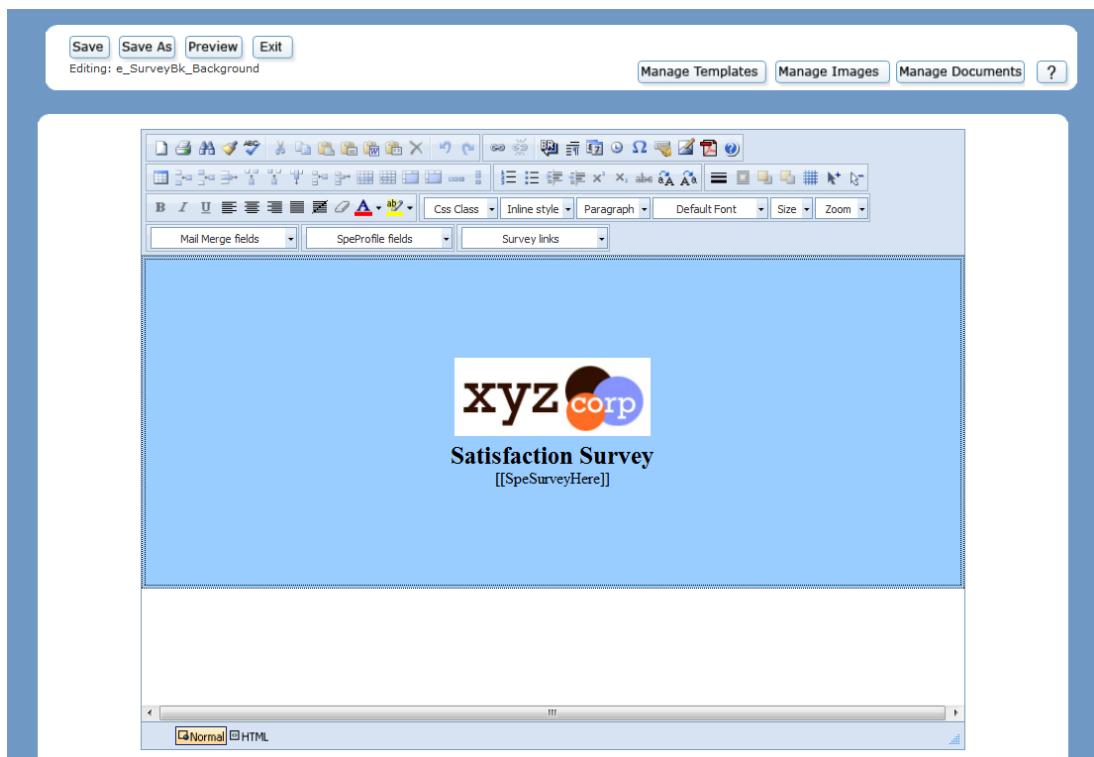 Save Save As Preview Exit
Editing: e_SurveyBk_Background
Manage Templates Manage Images Manage Documents ?
B I U Css Class Inline style Paragraph Default Font Size Zoom
Mail Merge fields SpeProfile fields Survey links
xyz corp
Satisfaction Survey
[[SpeSurveyHere]]
Normal HTML